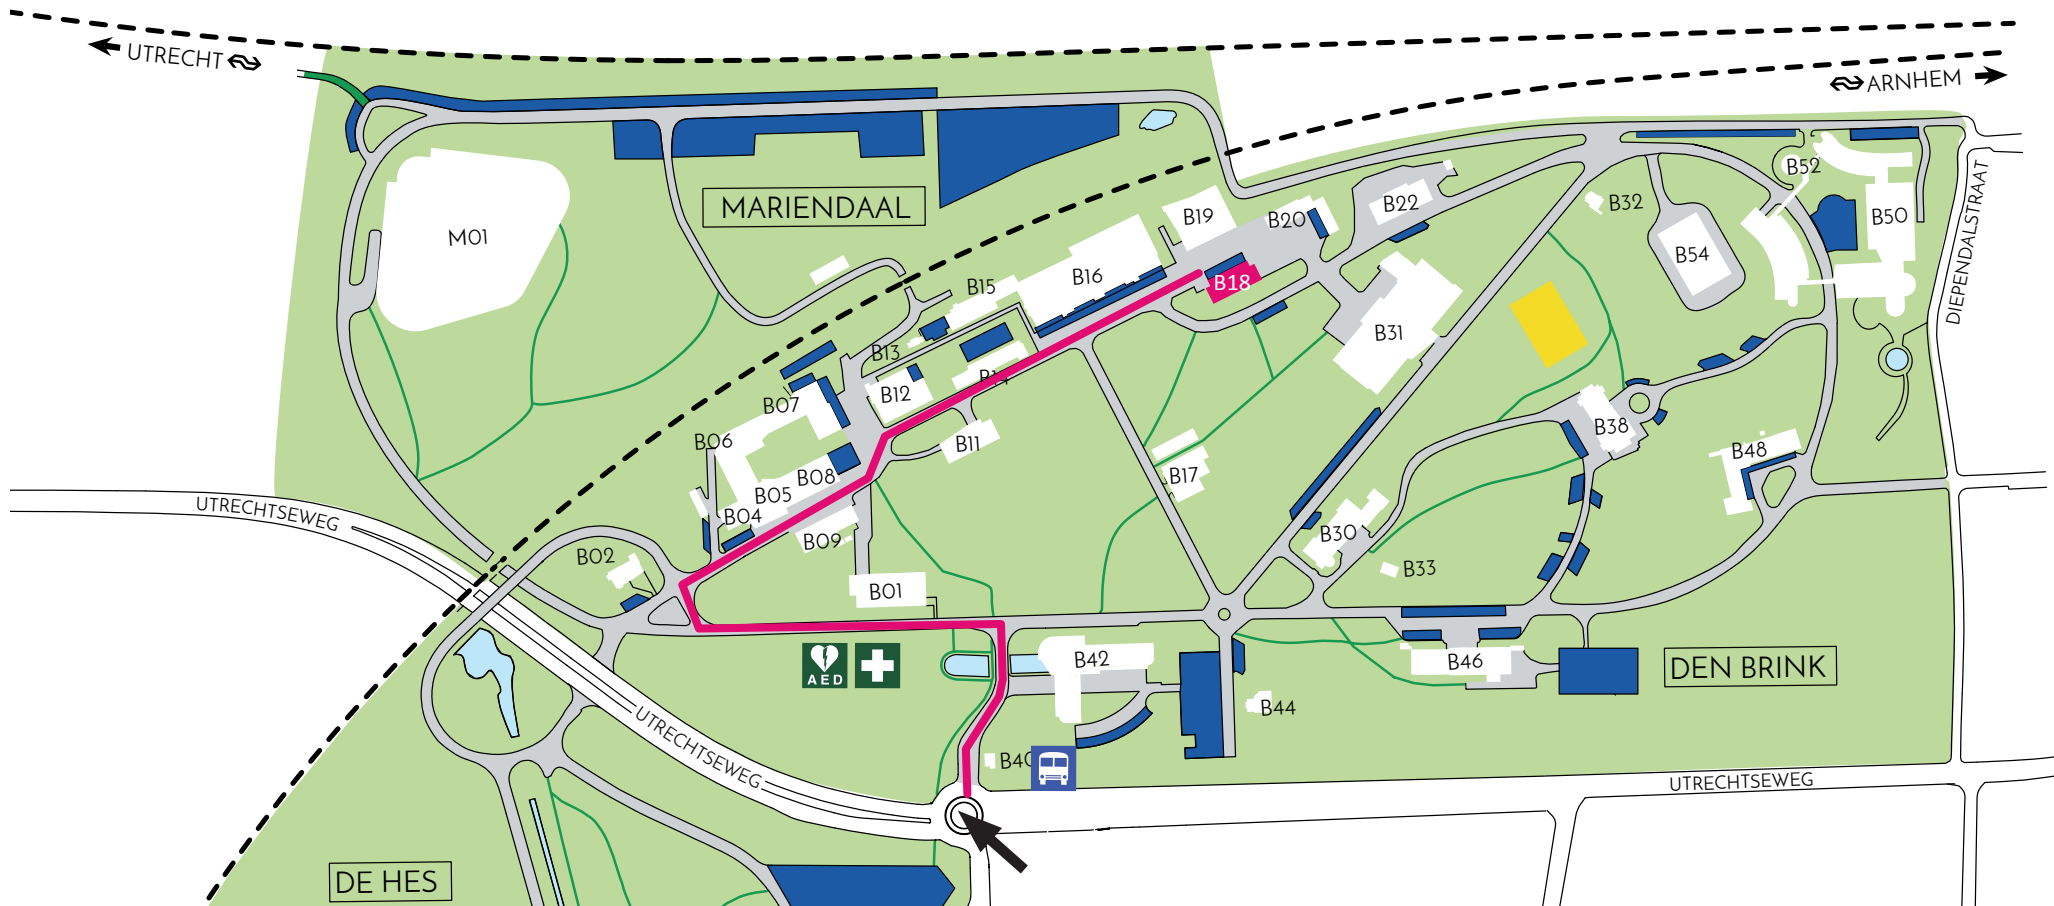 UTRECHT
ARNHEM
MARIENDAAL
M01
B19
B20
B22
B32
B52
B50
B54
DIEPENDALSTRAAT
B15
B16
B18
B31
B13
B12
B14
B07
B06
B11
B08
B05
B04
B17
B38
B48
UTRECHTSEWEG
B09
B30
B02
B33
B01
AED
B42
B46
DEN BRINK
B44
UTRECHTSEWEG
B40
UTRECHTSEWEG
DE HES